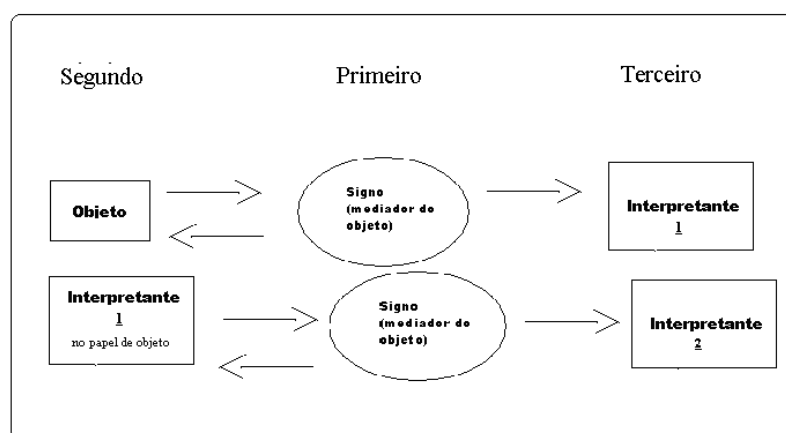 Segundo
Primeiro
Terceiro
Objeto
Signo
(mediador do
objeto)
Interpretante
1
Interpretante
1
no papel de objeto
Signo
(mediador do
objeto)
Interpretante
2